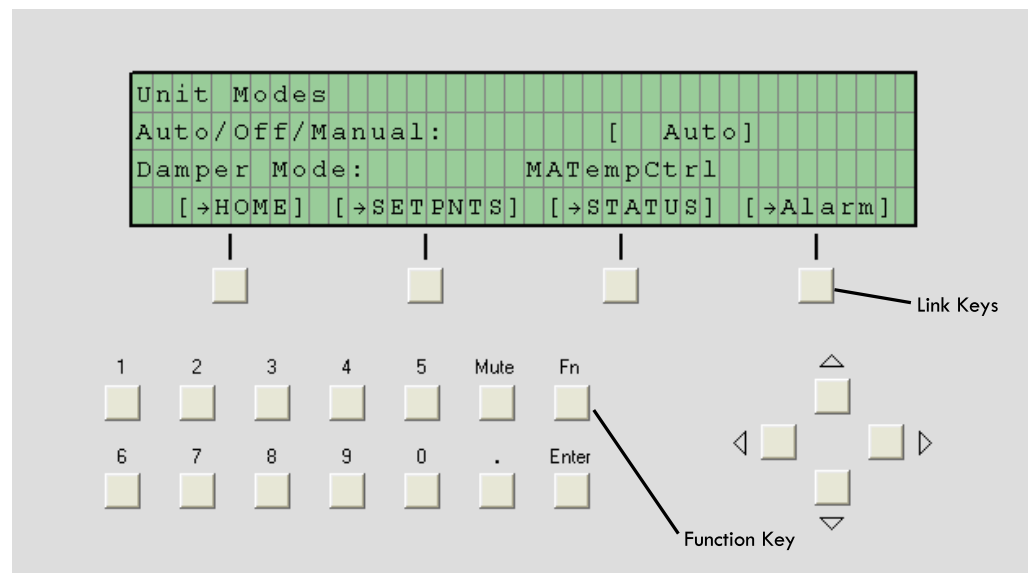 Unit Modes
Auto/Off/Manual: [ Auto]
Damper Mode: MATempCtrl
[→HOME] [→SETPNTS] [→STATUS] [→Alarm]
Link Keys
1 2 3 4 5 Mute Fn
6 7 8 9 0 . Enter
Function Key